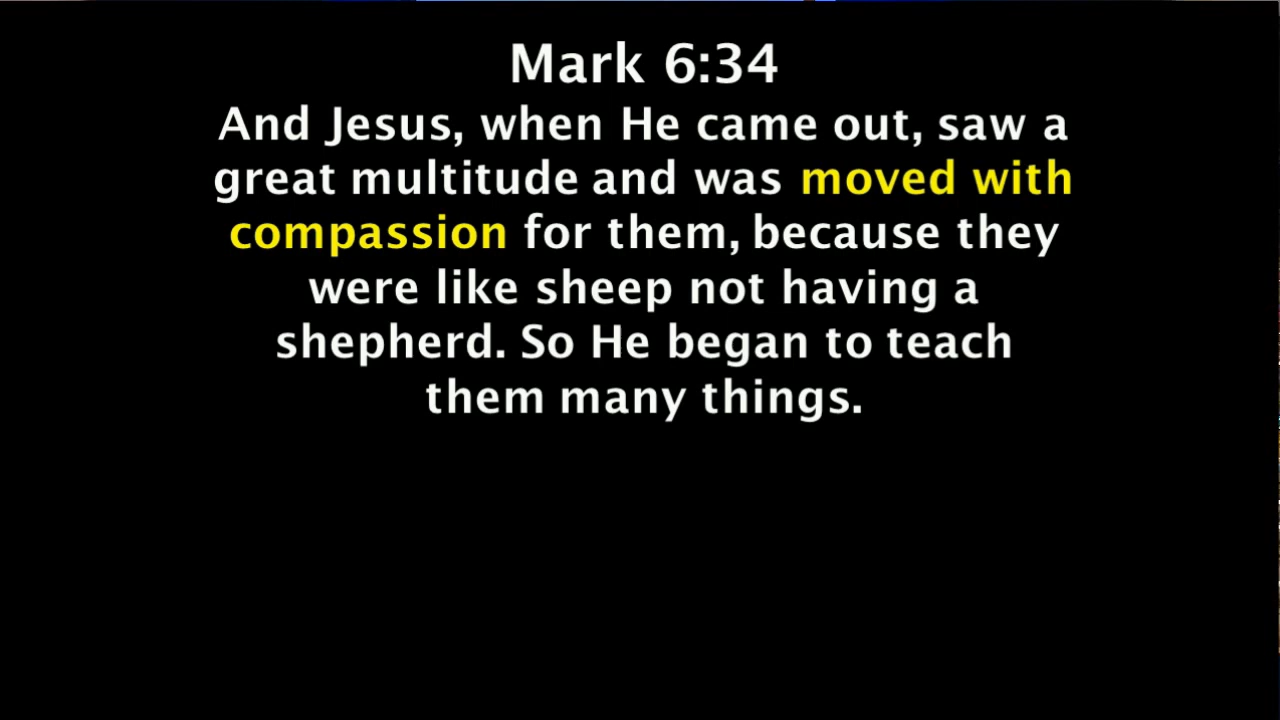 Mark 6:34
And Jesus, when He came out, saw a
great multitude and was moved with
compassion for them, because they
were like sheep not having a
shepherd. So He began to teach
them many things.